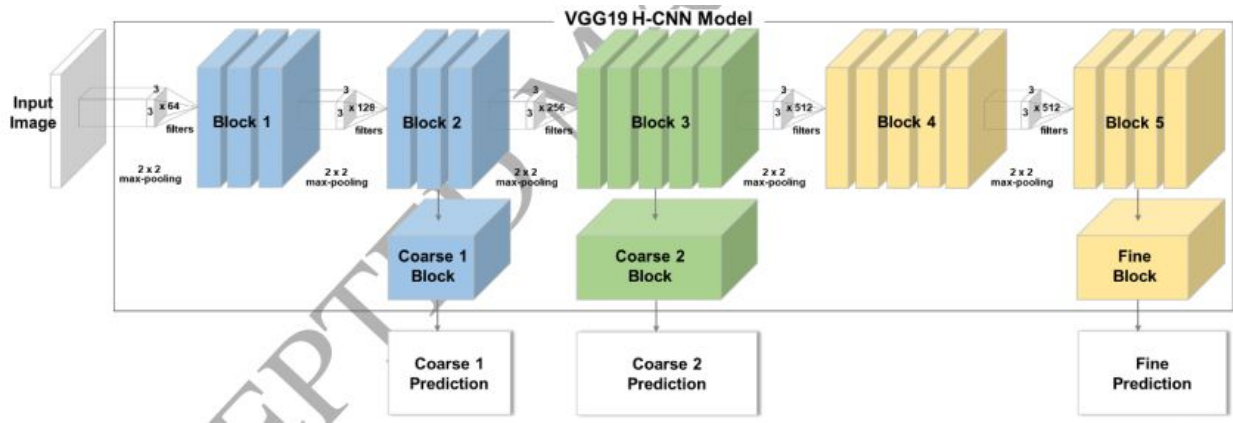 VGG19 H-CNN Model
Input
Image
3
3
x 64
filters
2 x 2
max-pooling
Block 1
3
3
x 128
filters
2 x 2
max-pooling
Block 2
3
3
x 256
filters
2 x 2
max-pooling
Block 3
3
3
x 512
filters
2 x 2
max-pooling
Block 4
3
3
x 512
filters
2 x 2
max-pooling
Block 5
Coarse 1
Block
Coarse 2
Block
Fine
Block
Coarse 1
Prediction
Coarse 2
Prediction
Fine
Prediction